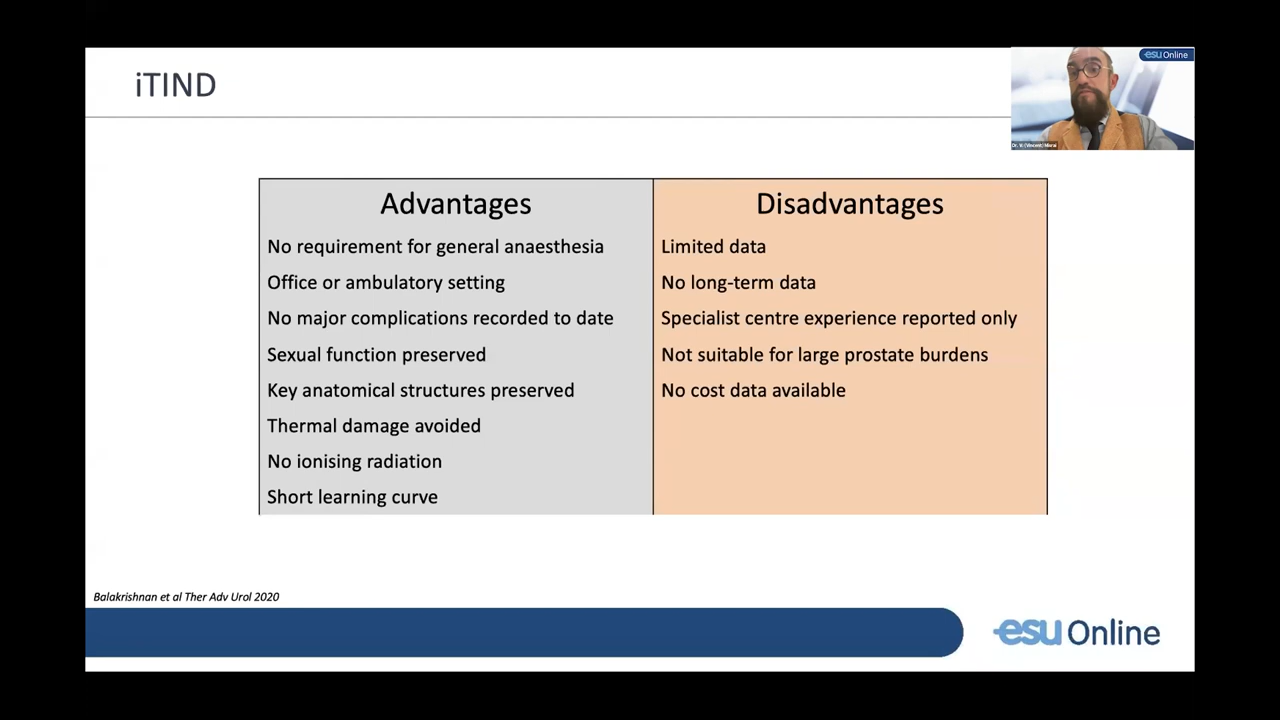 iTIND
esu Online
Dr. V. (Vincent) Misrai
Advantages
Disadvantages
No requirement for general anaesthesia
Limited data
Office or ambulatory setting
No long-term data
No major complications recorded to date
Specialist centre experience reported only
Sexual function preserved
Not suitable for large prostate burdens
Key anatomical structures preserved
No cost data available
Thermal damage avoided
No ionising radiation
Short learning curve
Balakrishnan et al Ther Adv Urol 2020
esu Online